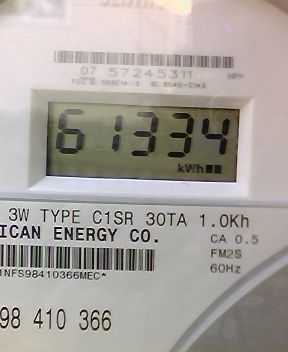 07 57245311
61334
kWh
3W TYPE C1SR 30TA 1.0Kh
ICAN ENERGY CO.
CA 0.5
FM2S
60Hz
1NFS98410366MEC*
98 410 366